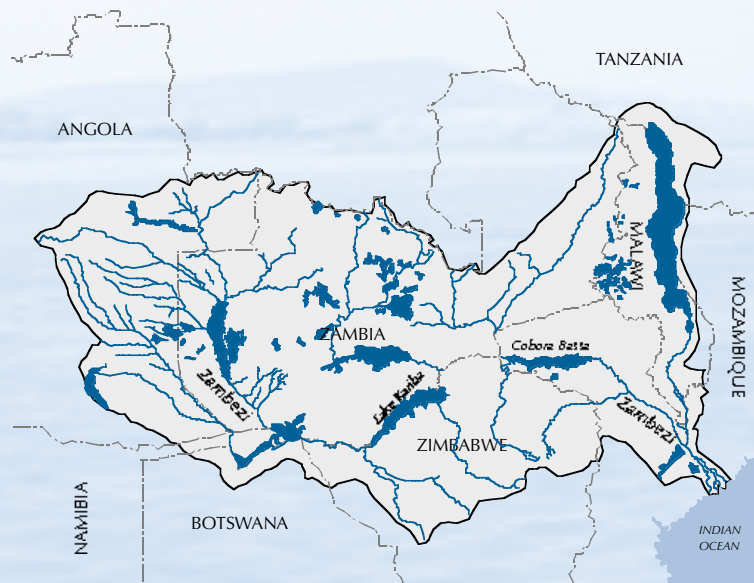 TANZANIA
ANGOLA
MALAWI
MOZAMBIQUE
ZAMBIA
Cobora Bassa
Zambezi
Lake Kariba
Zambezi
ZIMBABWE
NAMIBIA
BOTSWANA
INDIAN
OCEAN